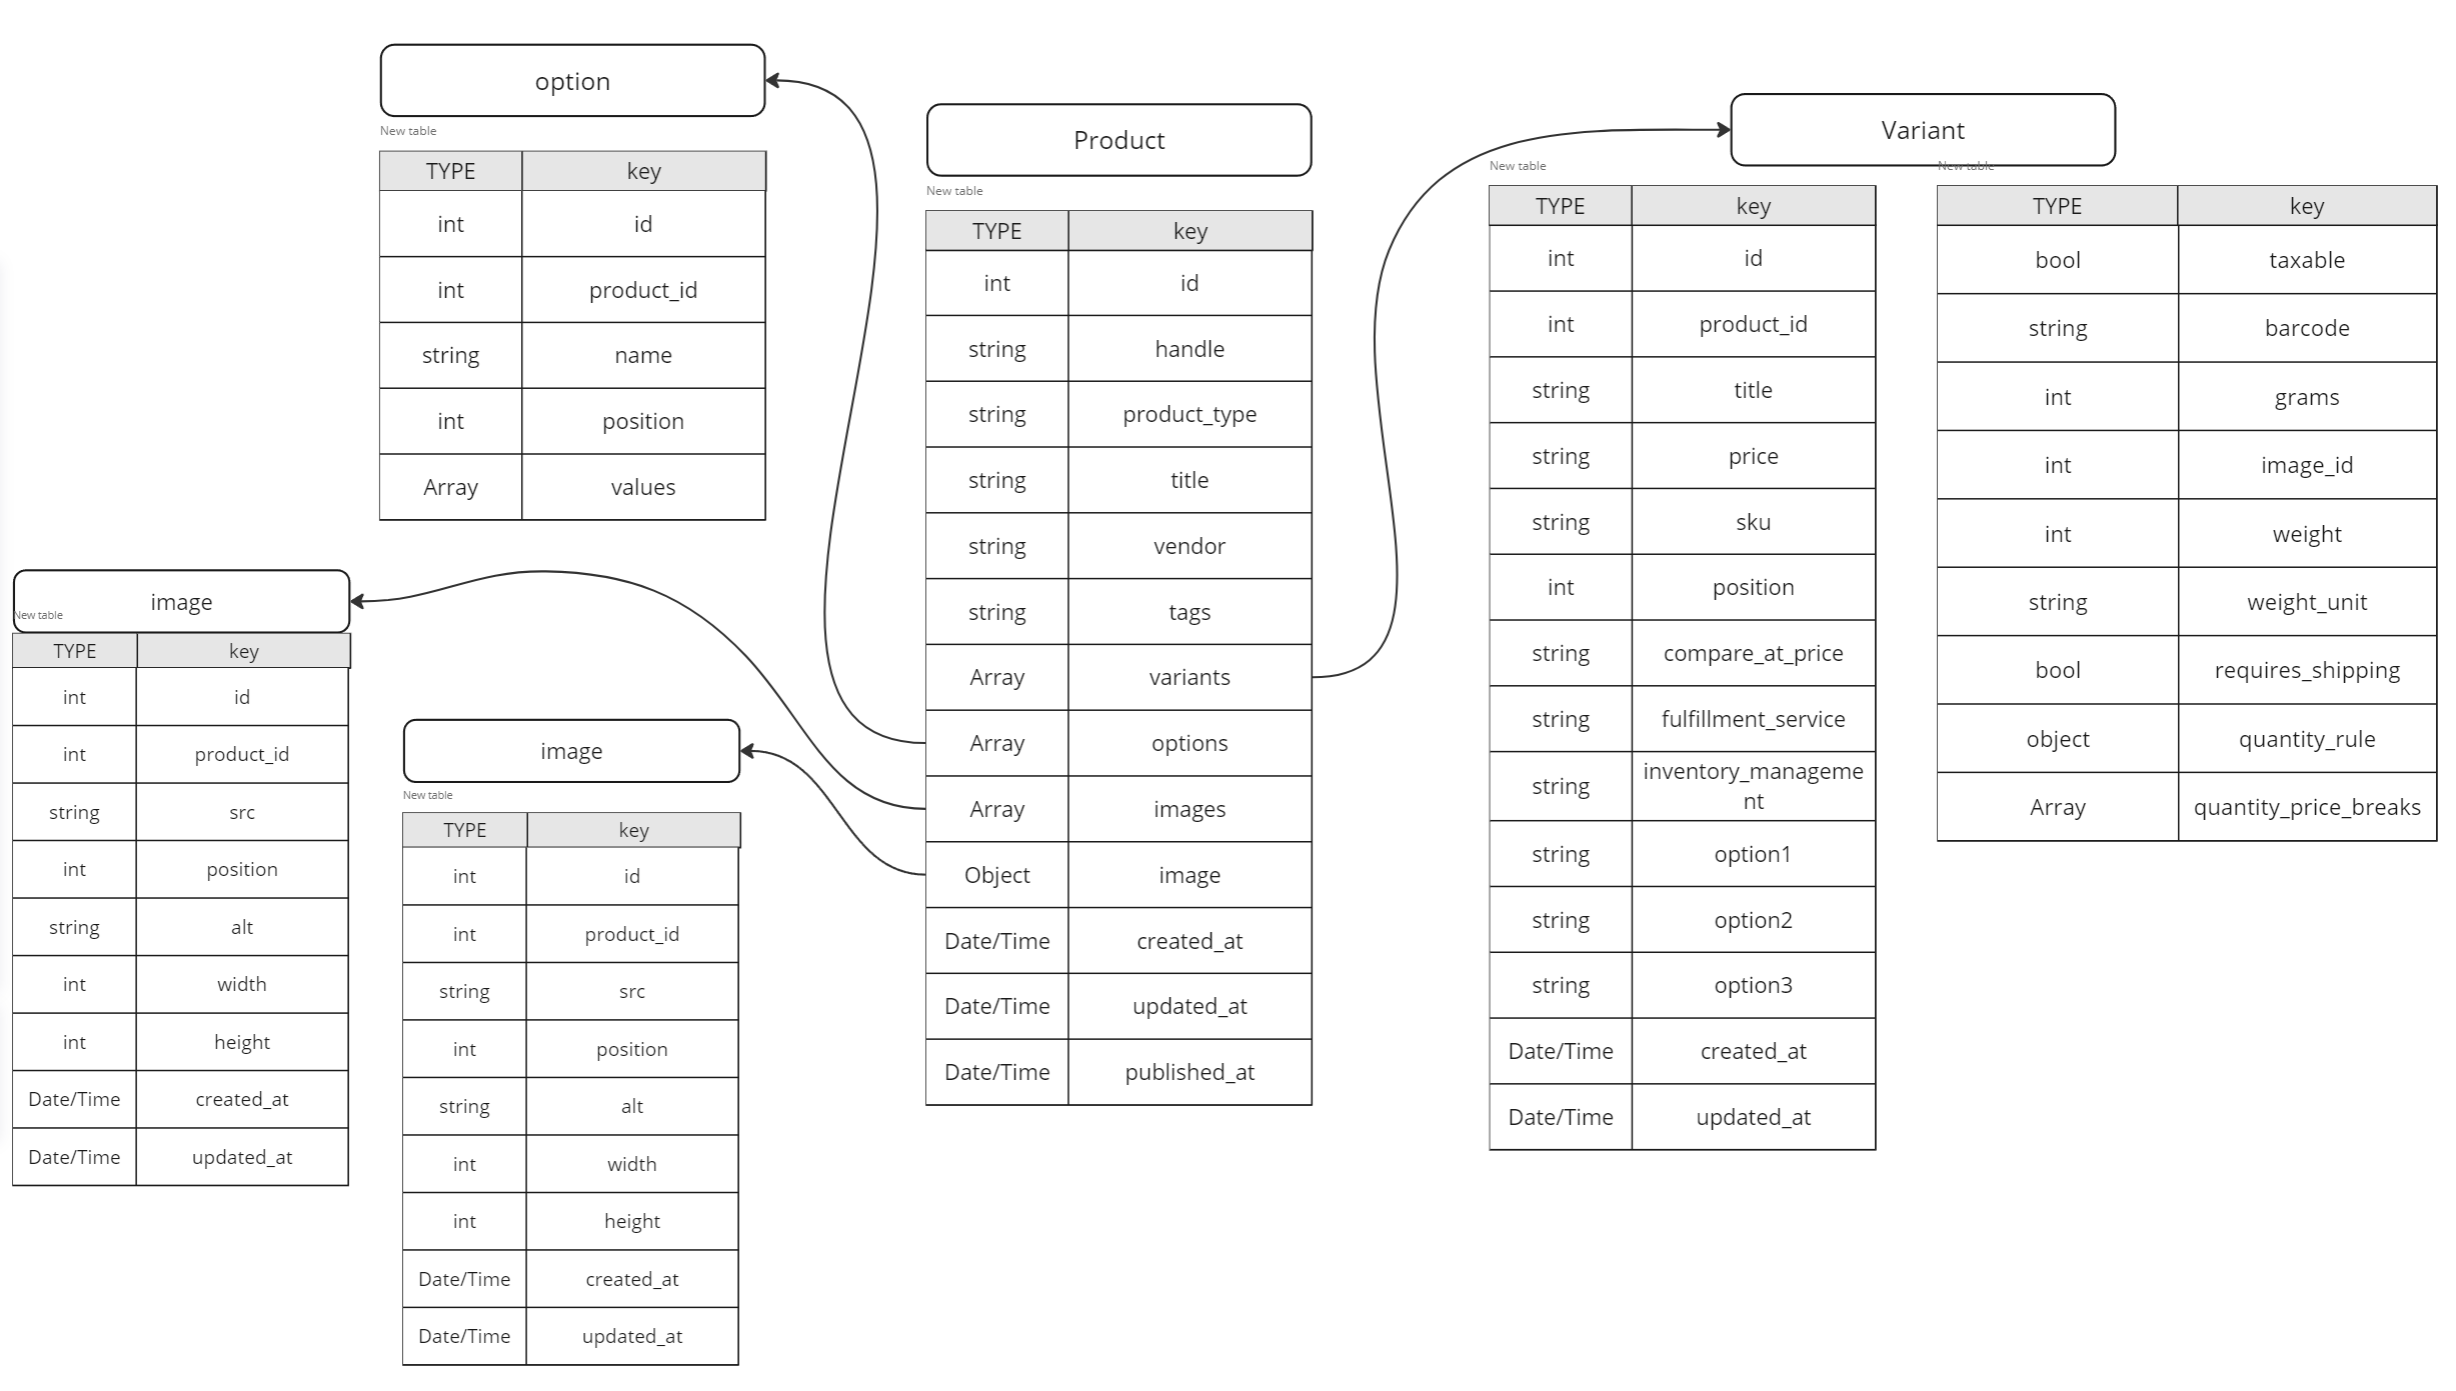 option
New table
TYPE key
int id
int product_id
string name
int position
Array values
image
New table
TYPE key
int id
int product_id
string src
int position
string alt
int width
int height
Date/Time created_at
Date/Time updated_at
image
New table
TYPE key
int id
int product_id
string src
int position
string alt
int width
int height
Date/Time created_at
Date/Time updated_at
Product
New table
TYPE key
int id
string handle
string product_type
string title
string vendor
string tags
Array variants
Array options
Array images
Object image
Date/Time created_at
Date/Time updated_at
Date/Time published_at
Variant
New table
TYPE key
int id
int product_id
string title
string price
string sku
int position
string compare_at_price
string fulfillment_service
string inventory_manageme
nt
string option1
string option2
string option3
Date/Time created_at
Date/Time updated_at
New table
TYPE key
bool taxable
string barcode
int grams
int image_id
int weight
string weight_unit
bool requires_shipping
object quantity_rule
Array quantity_price_breaks